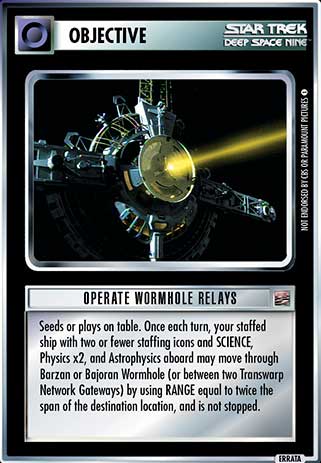 OBJECTIVE
STAR TREK
DEEP SPACE NINE
NOT ENDORSED BY CBS OR PARAMOUNT PICTURES
OPERATE WORMHOLE RELAYS
Seeds or plays on table. Once each turn, your staffed
ship with two or fewer staffing icons and SCIENCE,
Physics x2, and Astrophysics aboard may move through
Barzan or Bajoran Wormhole (or between two Transwarp
Network Gateways) by using RANGE equal to twice the
span of the destination location, and is not stopped.
ERRATA